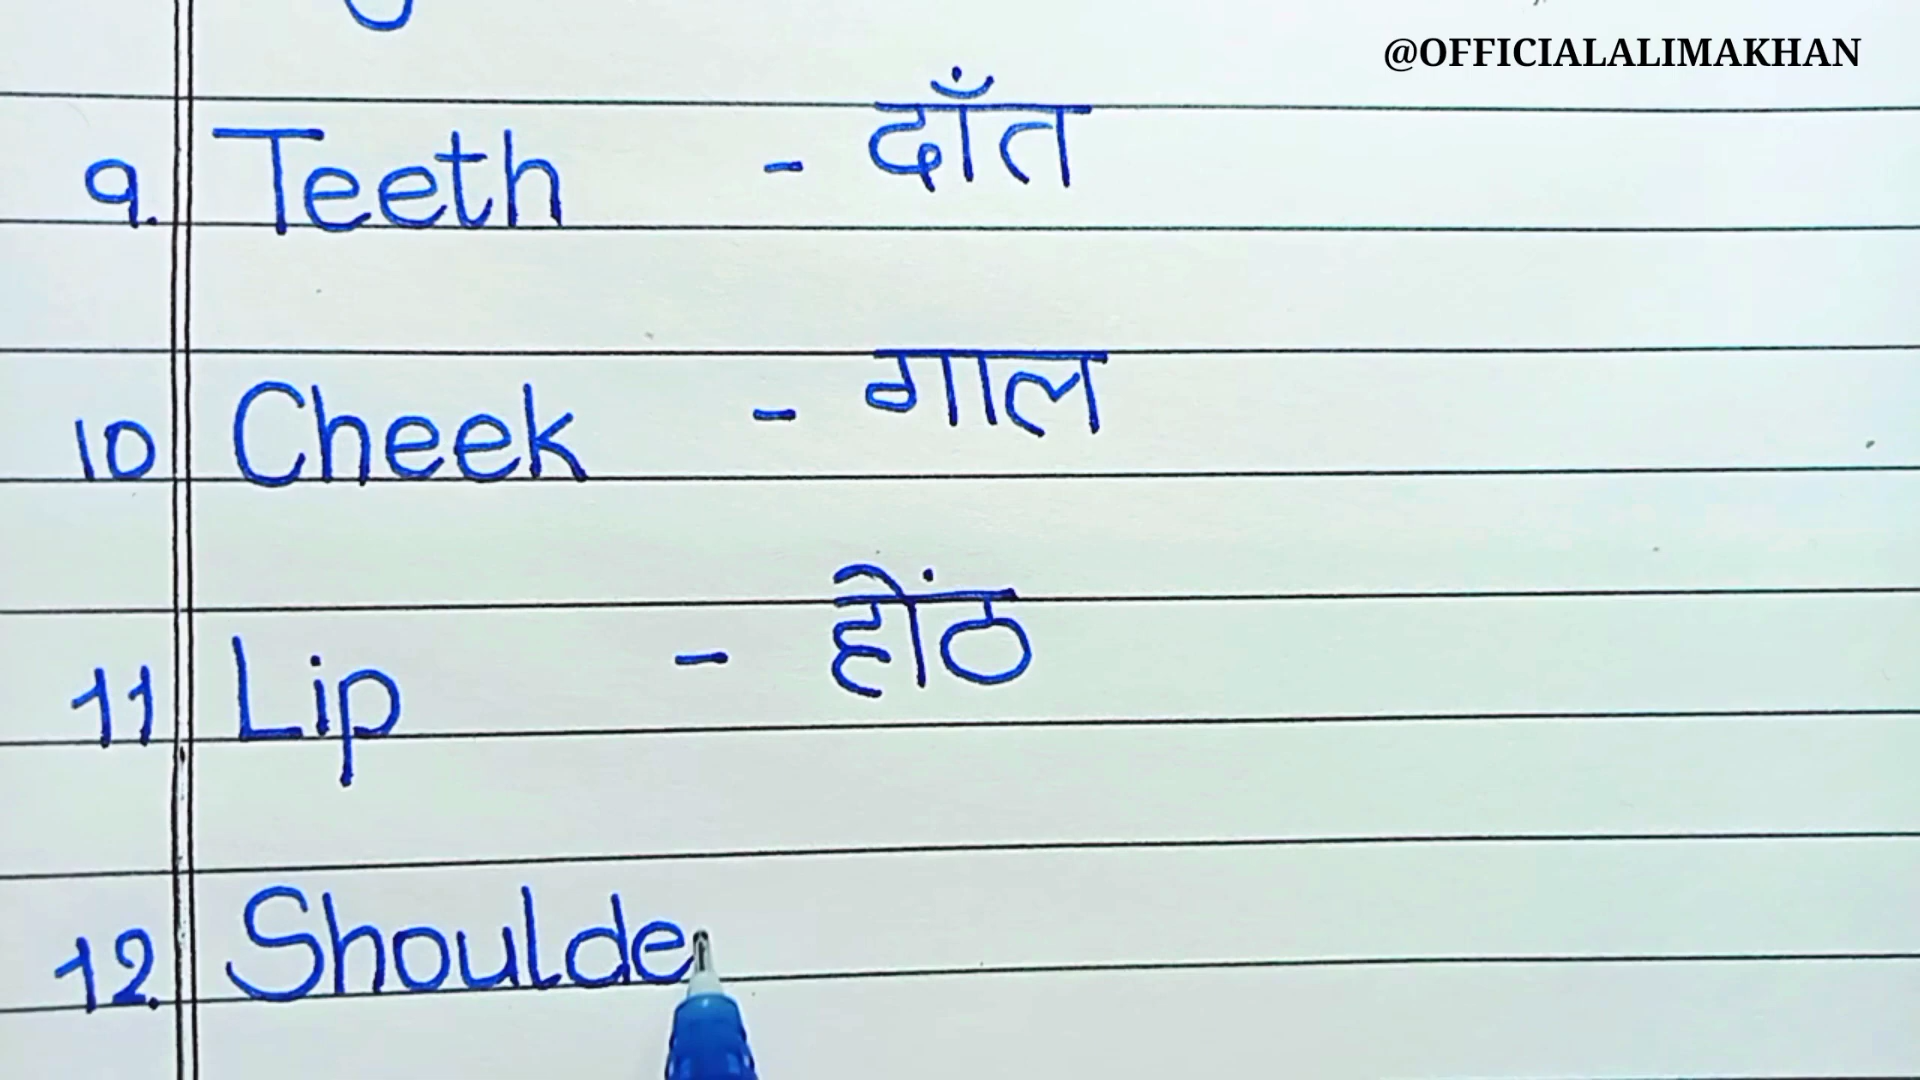 @OFFICIALALIMAKHAN
9. Teeth - दाँत
10 Cheek - गाल
11 Lip - होंठ
12. Shoulde